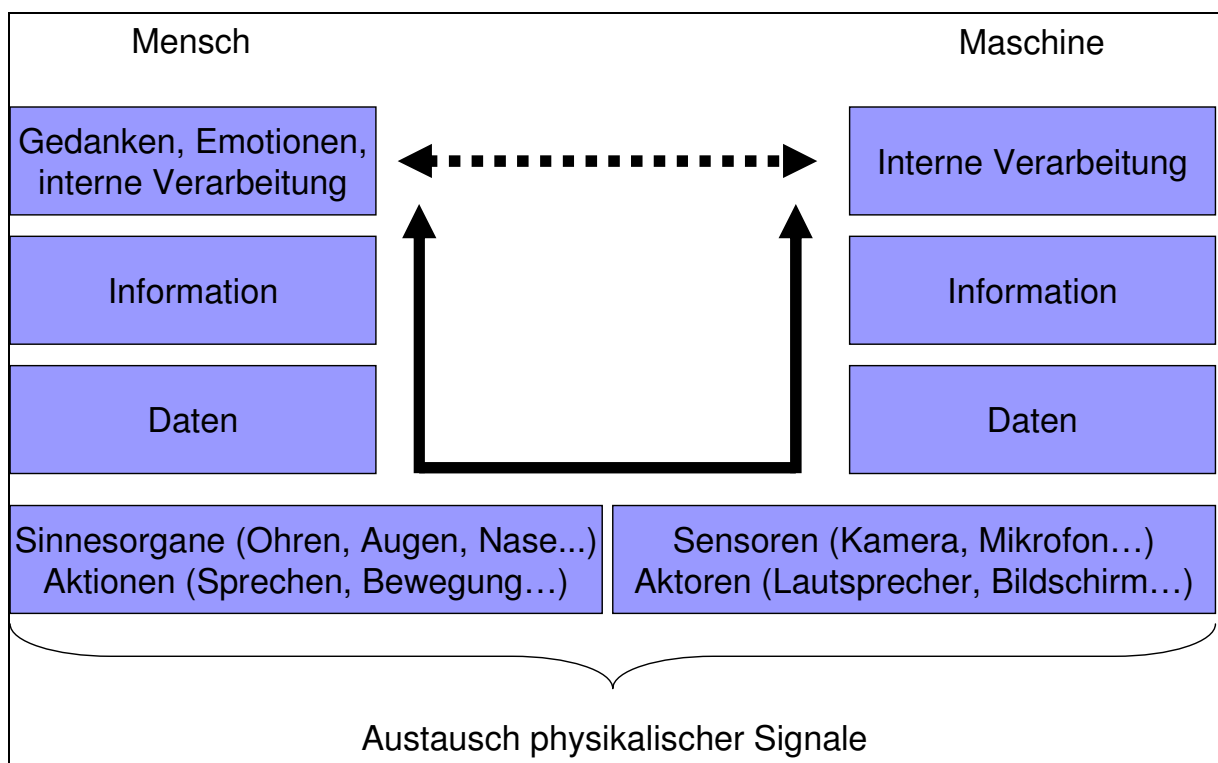 Mensch
Maschine
Gedanken, Emotionen,
interne Verarbeitung
Interne Verarbeitung
Information
Information
Daten
Daten
Sinnesorgane (Ohren, Augen, Nase...)
Aktionen (Sprechen, Bewegung…)
Sensoren (Kamera, Mikrofon…)
Aktoren (Lautsprecher, Bildschirm…)
Austausch physikalischer Signale